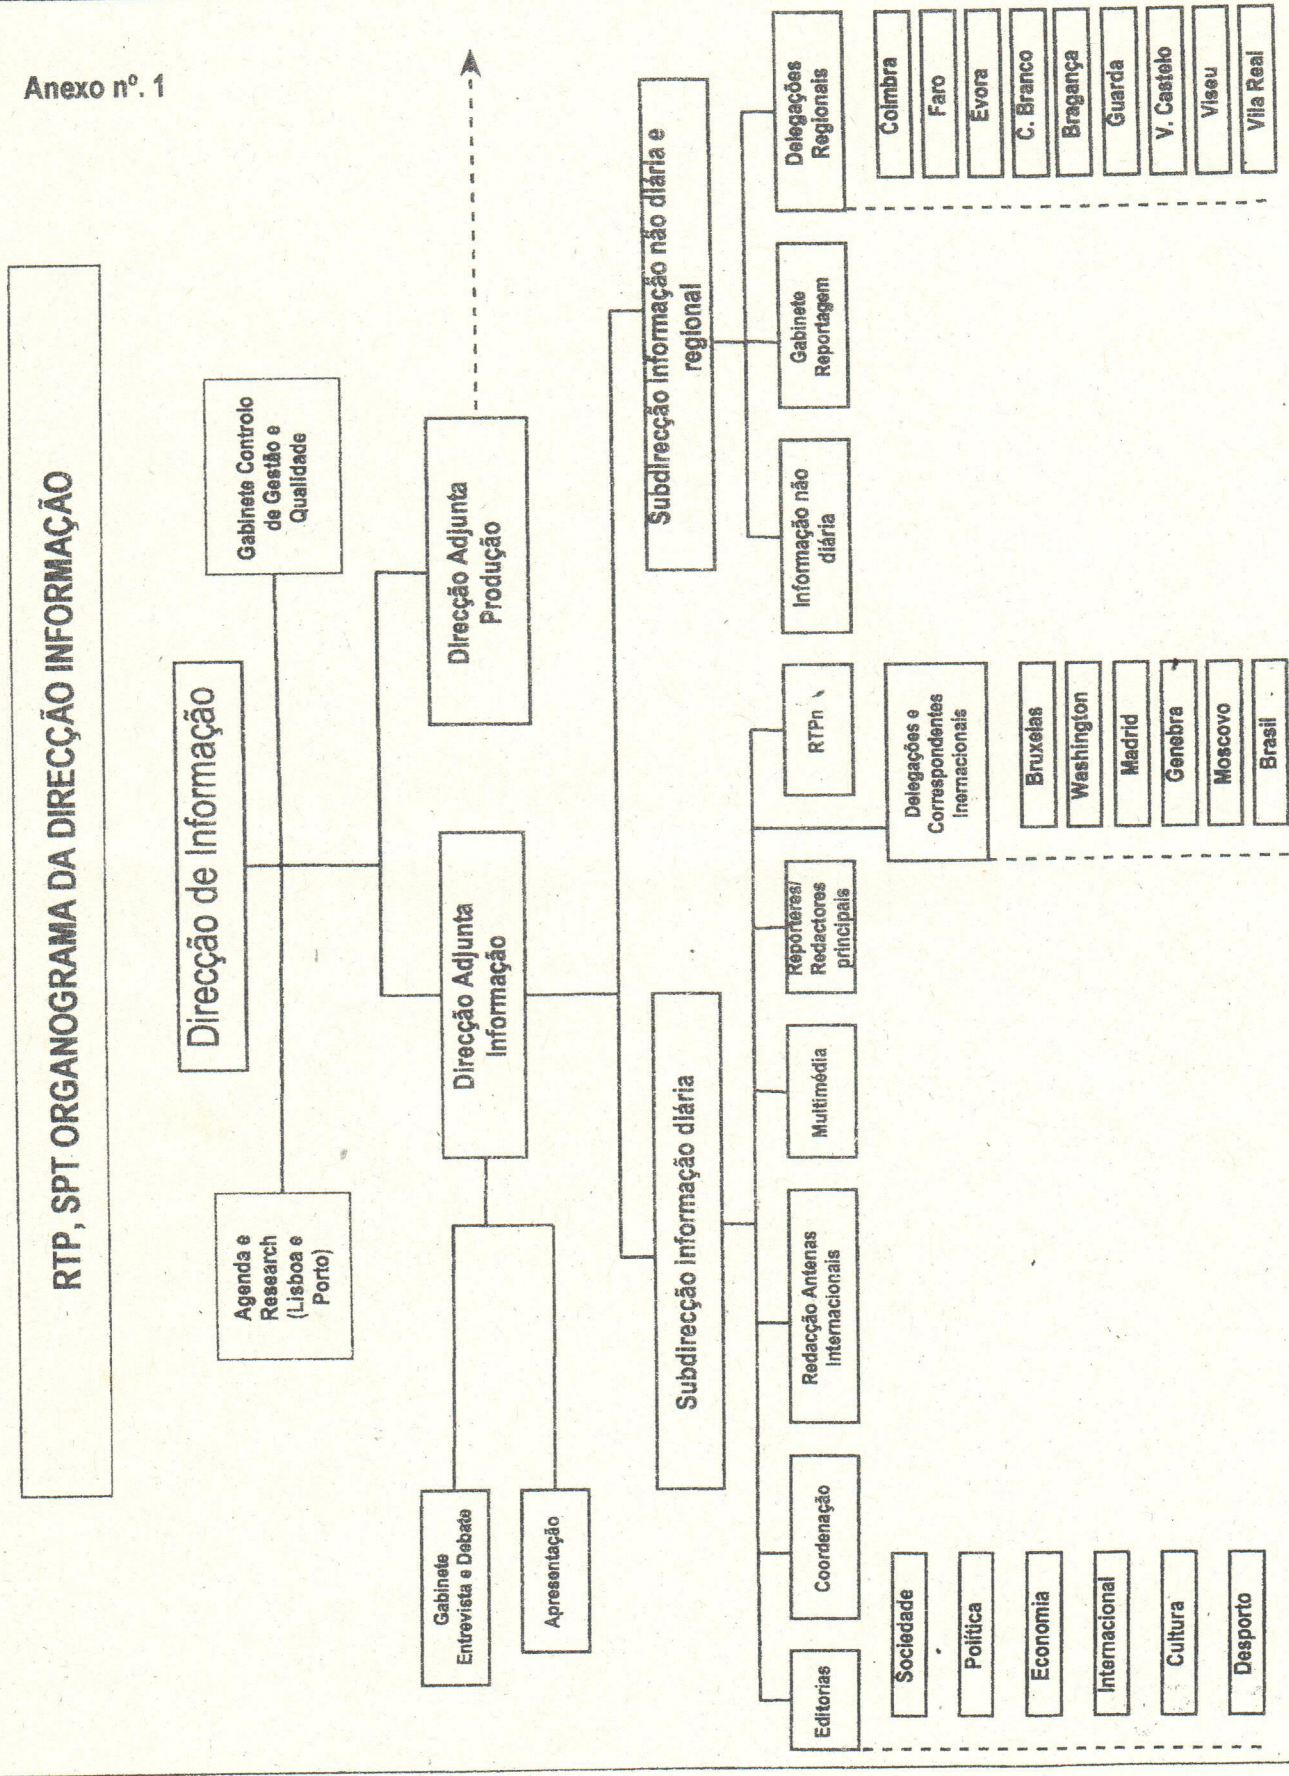 Anexo nº. 1
RTP, SPT ORGANOGRAMA DA DIRECÇÃO INFORMAÇÃO
Direcção de Informação
Agenda e
Research
(Lisboa e
Porto)
Gabinete Controlo
de Gestão e
Qualidade
Direcção Adjunta
Informação
Direcção Adjunta
Produção
Gabinete
Entrevista e Debate
Apresentação
Subdirecção informação diária
Subdirecção Informação não diária e
regional
Editorias
Coordenação
Redacção Antenas
Internacionais
Multimédia
Repórteres/
Redactores
principais
RTPn
Informação não
diária
Gabinete
Reportagem
Delegações
Regionais
Sociedade
Política
Economia
Internacional
Cultura
Desporto
Delegações e
Correspondentes
Inernacionais
Bruxelas
Washington
Madrid
Genebra
Moscovo
Brasil
Coimbra
Faro
Evora
C. Branco
Bragança
Guarda
V. Castelo
Viseu
Vila Real